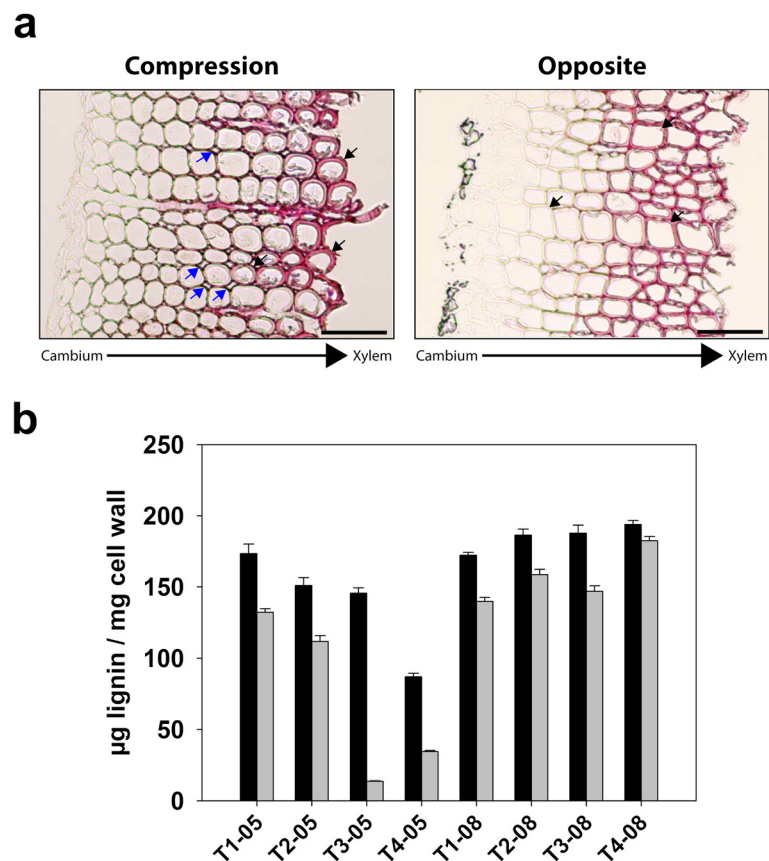 a
Compression
Opposite
Cambium
Xylem
Cambium
Xylem
b
µg lignin / mg cell wall
250
200
150
100
50
0
T1-05
T2-05
T3-05
T4-05
T1-08
T2-08
T3-08
T4-08